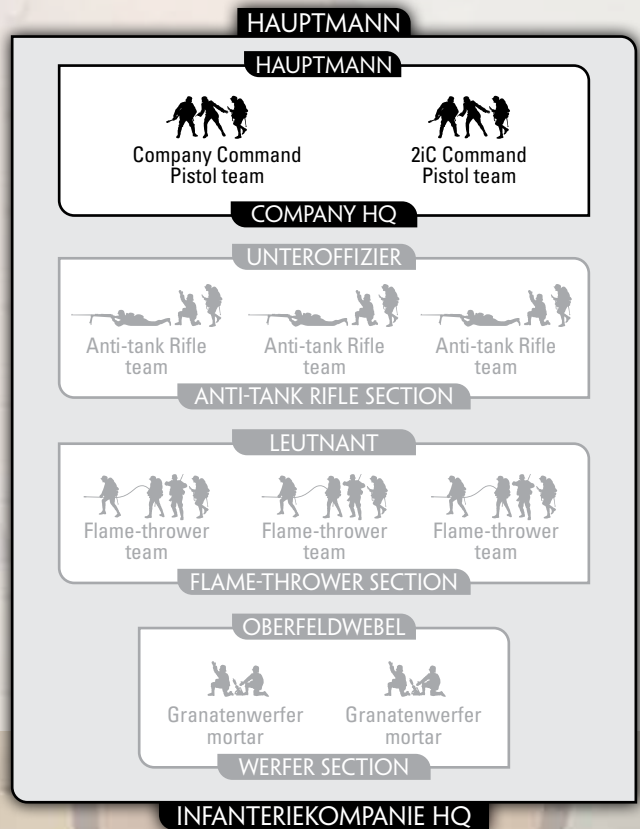 HAUPTMANN
HAUPTMANN
Company Command
Pistol team
2iC Command
Pistol team
COMPANY HQ
UNTEROFFIZIER
Anti-tank Rifle
team
Anti-tank Rifle
team
Anti-tank Rifle
team
ANTI-TANK RIFLE SECTION
LEUTNANT
Flame-thrower
team
Flame-thrower
team
Flame-thrower
team
FLAME-THROWER SECTION
OBERFELDWEBEL
Granatenwerfer
mortar
Granatenwerfer
mortar
WERFER SECTION
INFANTERIEKOMPANIE HQ